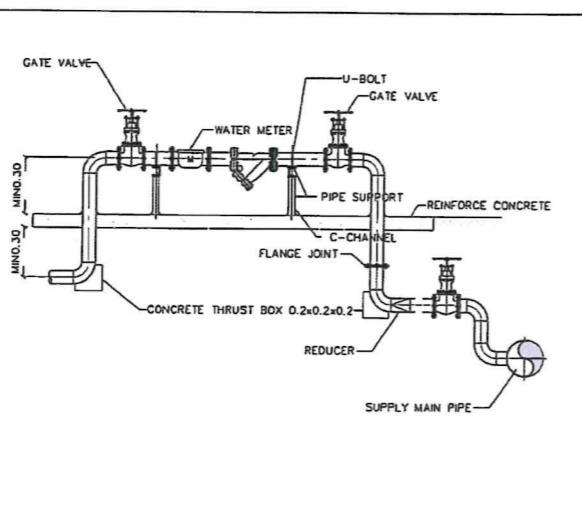 GATE VALVE
U-BOLT
GATE VALVE
WATER METER
M
MIN0.30
PIPE SUPPORT
REINFORCE CONCRETE
C-CHANNEL
MIN0.30
FLANGE JOINT
CONCRETE THRUST BOX 0.2x0.2x0.2
REDUCER
SUPPLY MAIN PIPE